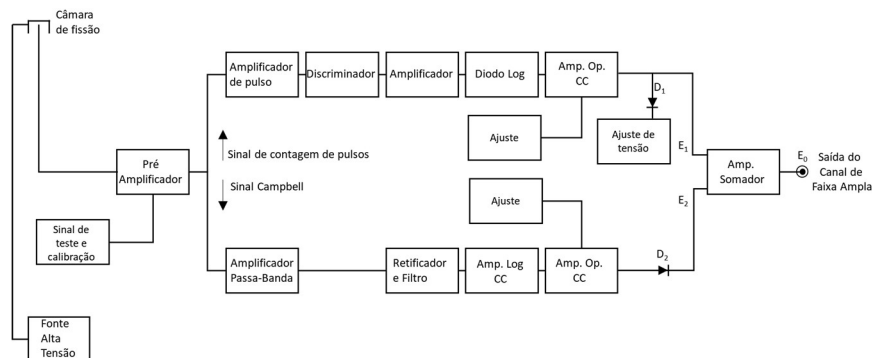 Câmara
de fissão
Amplificador
de pulso
Discriminador
Amplificador
Diodo Log
Amp. Op.
CC
D1
Ajuste
Ajuste de
tensão
E1
Pré
Amplificador
Sinal de contagem de pulsos
Sinal Campbell
Amp.
Somador
E0
Saída do
Canal de
Faixa Ampla
Ajuste
E2
Sinal de
teste e
calibração
Amplificador
Passa-Banda
Retificador
e Filtro
Amp. Log
CC
Amp. Op.
CC
D2
Fonte
Alta
Tensão